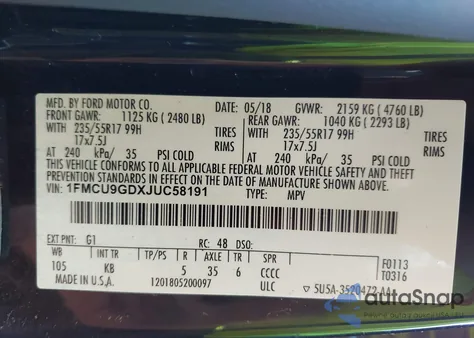 MFD. BY FORD MOTOR CO. DATE: 05/18 GVWR: 2159 KG ( 4760 LB)
FRONT GAWR: 1125 KG ( 2480 LB) REAR GAWR: 1040 KG ( 2293 LB)
WITH 235/55R17 99H TIRES WITH 235/55R17 99H TIRES
17x7.5J RIMS 17x7.5J RIMS
AT 240 kPa/ 35 PSI COLD AT 240 kPa/ 35 PSI COLD
THIS VEHICLE CONFORMS TO ALL APPLICABLE FEDERAL MOTOR VEHICLE SAFETY AND THEFT
PREVENTION STANDARDS IN EFFECT ON THE DATE OF MANUFACTURE SHOWN ABOVE.
VIN: 1FMCU9GDXJUC58191 TYPE: MPV
EXT PNT: G1 RC: 48 DSO: F0113
WB INT TR TP/PS R AXLE TR SPR T0316
105 KB 5 35 6 CCCC
MADE IN U.S.A. 1201805200097 ULC
autoSnap